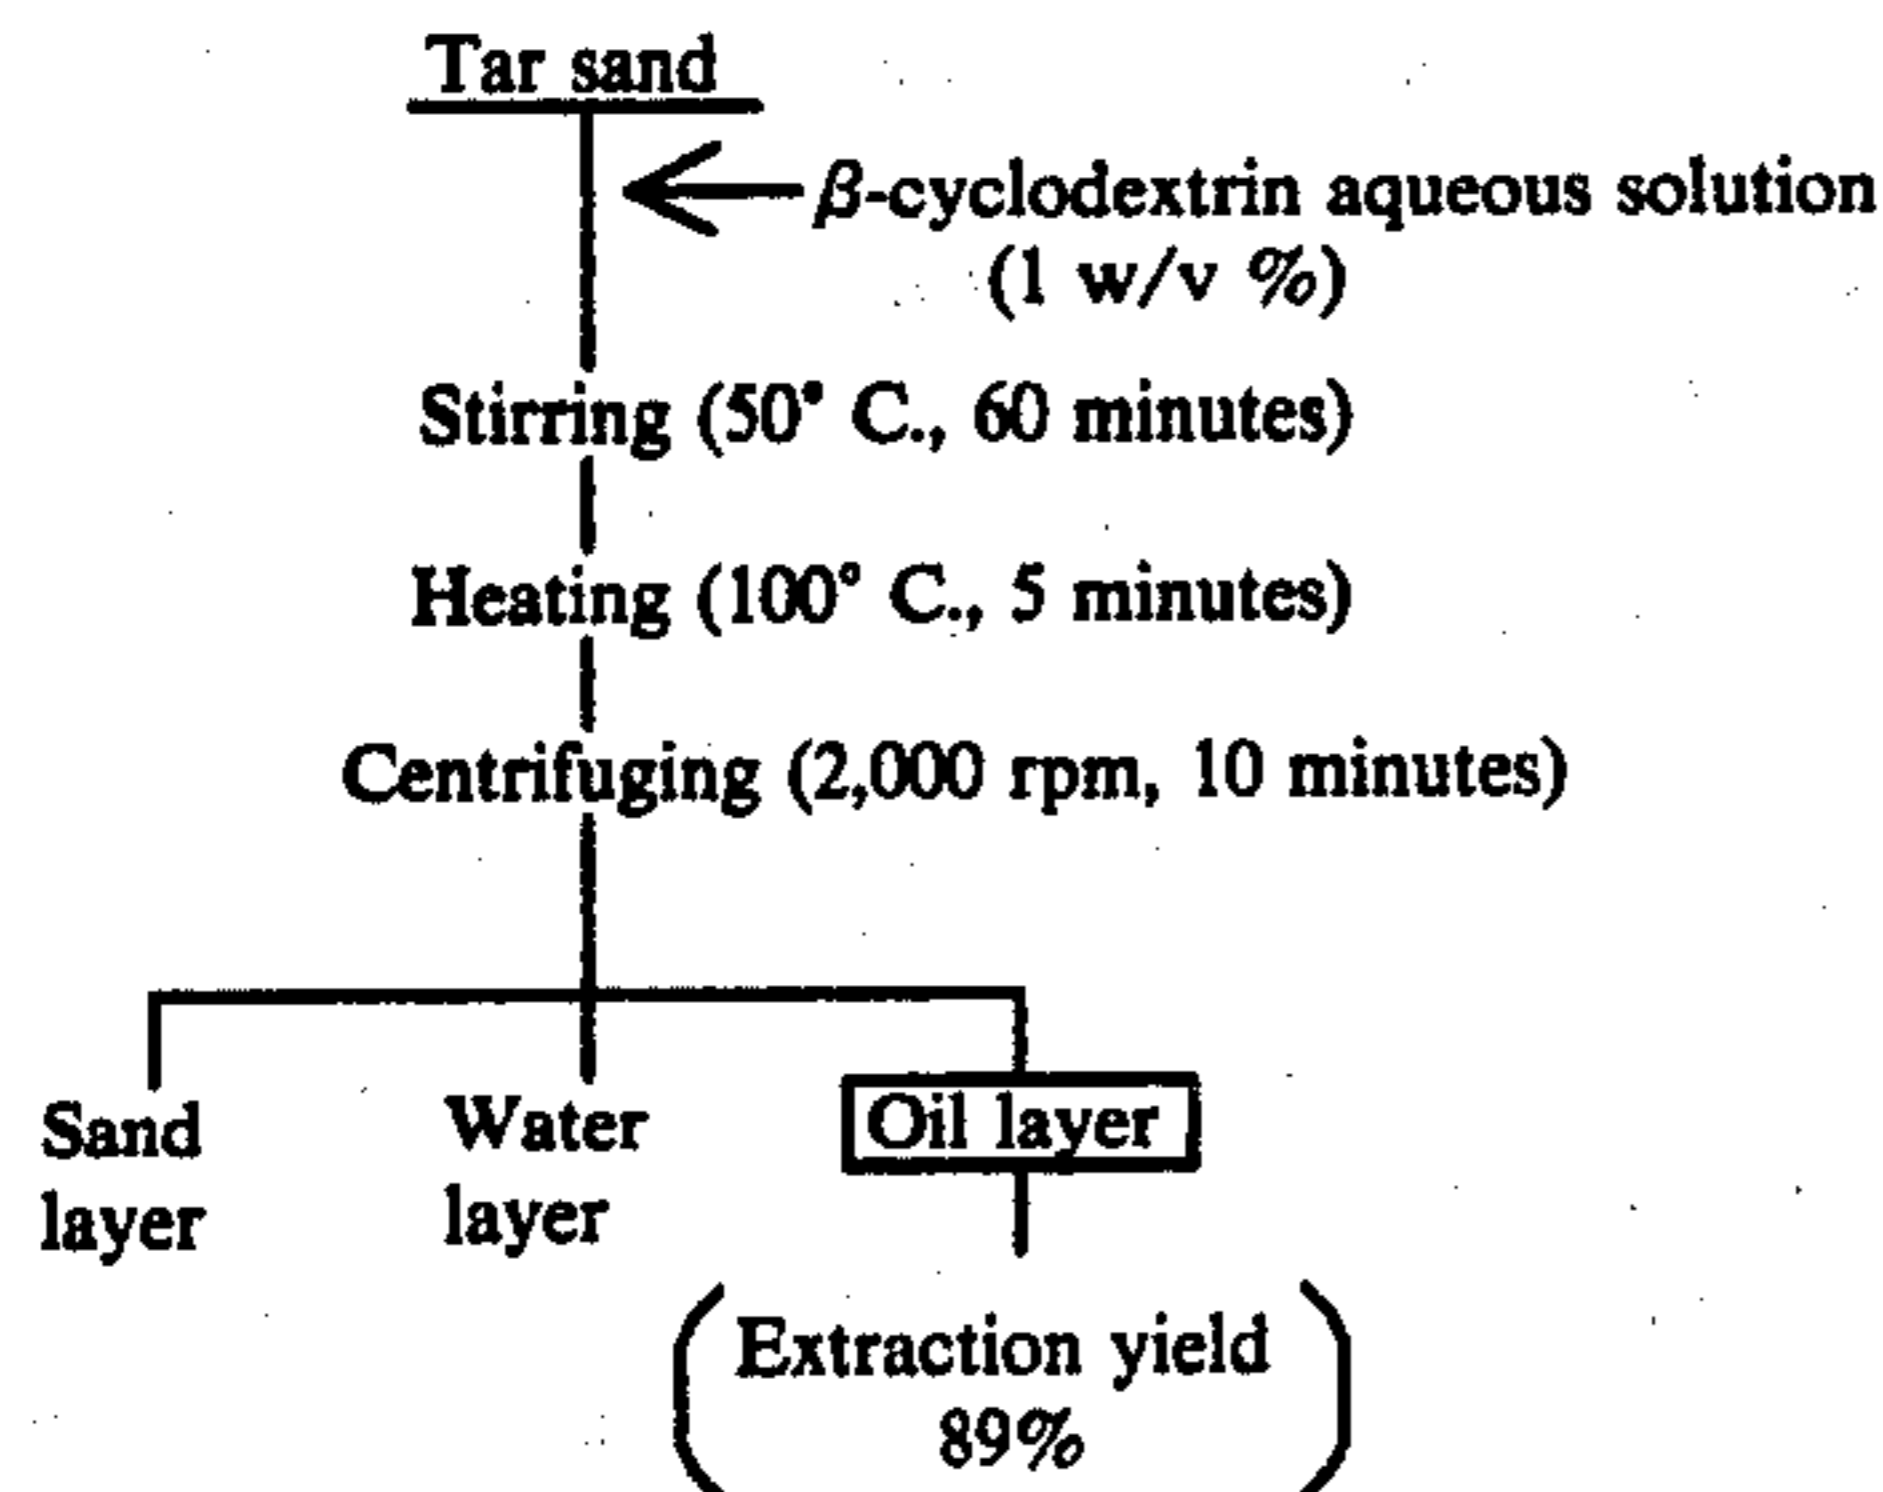 Tar sand
β-cyclodextrin aqueous solution
(1 w/v %)
Stirring (50° C., 60 minutes)
Heating (100° C., 5 minutes)
Centrifuging (2,000 rpm, 10 minutes)
Sand
layer
Water
layer
Oil layer
Extraction yield
89%